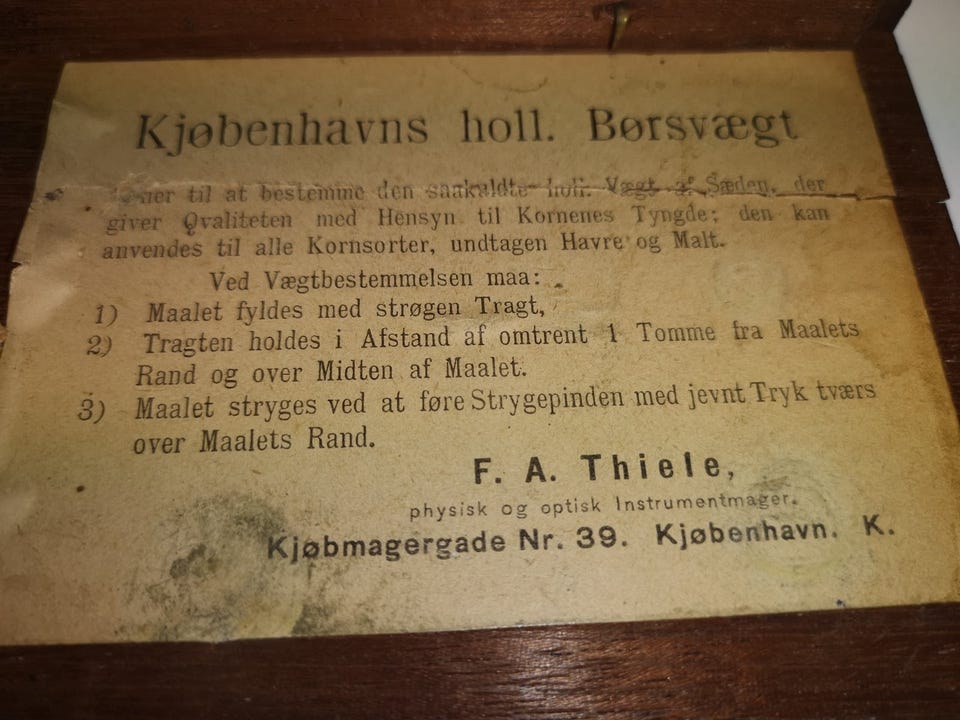 Kjøbenhavns holl. Børsvægt
til at bestemme den saakaldte holl. Vægt af Sæden, der
giver Qvaliteten med Hensyn til Kornenes Tyngde; den kan
anvendes til alle Kornsorter, undtagen Havre og Malt.
Ved Vægtbestemmelsen maa:
1) Maalet fyldes med strøgen Tragt,
2) Tragten holdes i Afstand af omtrent 1 Tomme fra Maalets
Rand og over Midten af Maalet.
3) Maalet stryges ved at føre Strygepinden med jevnt Tryk tværs
over Maalets Rand.
F. A. Thiele,
physisk og optisk Instrumentmager.
Kjøbmagergade Nr. 39. Kjøbenhavn. K.